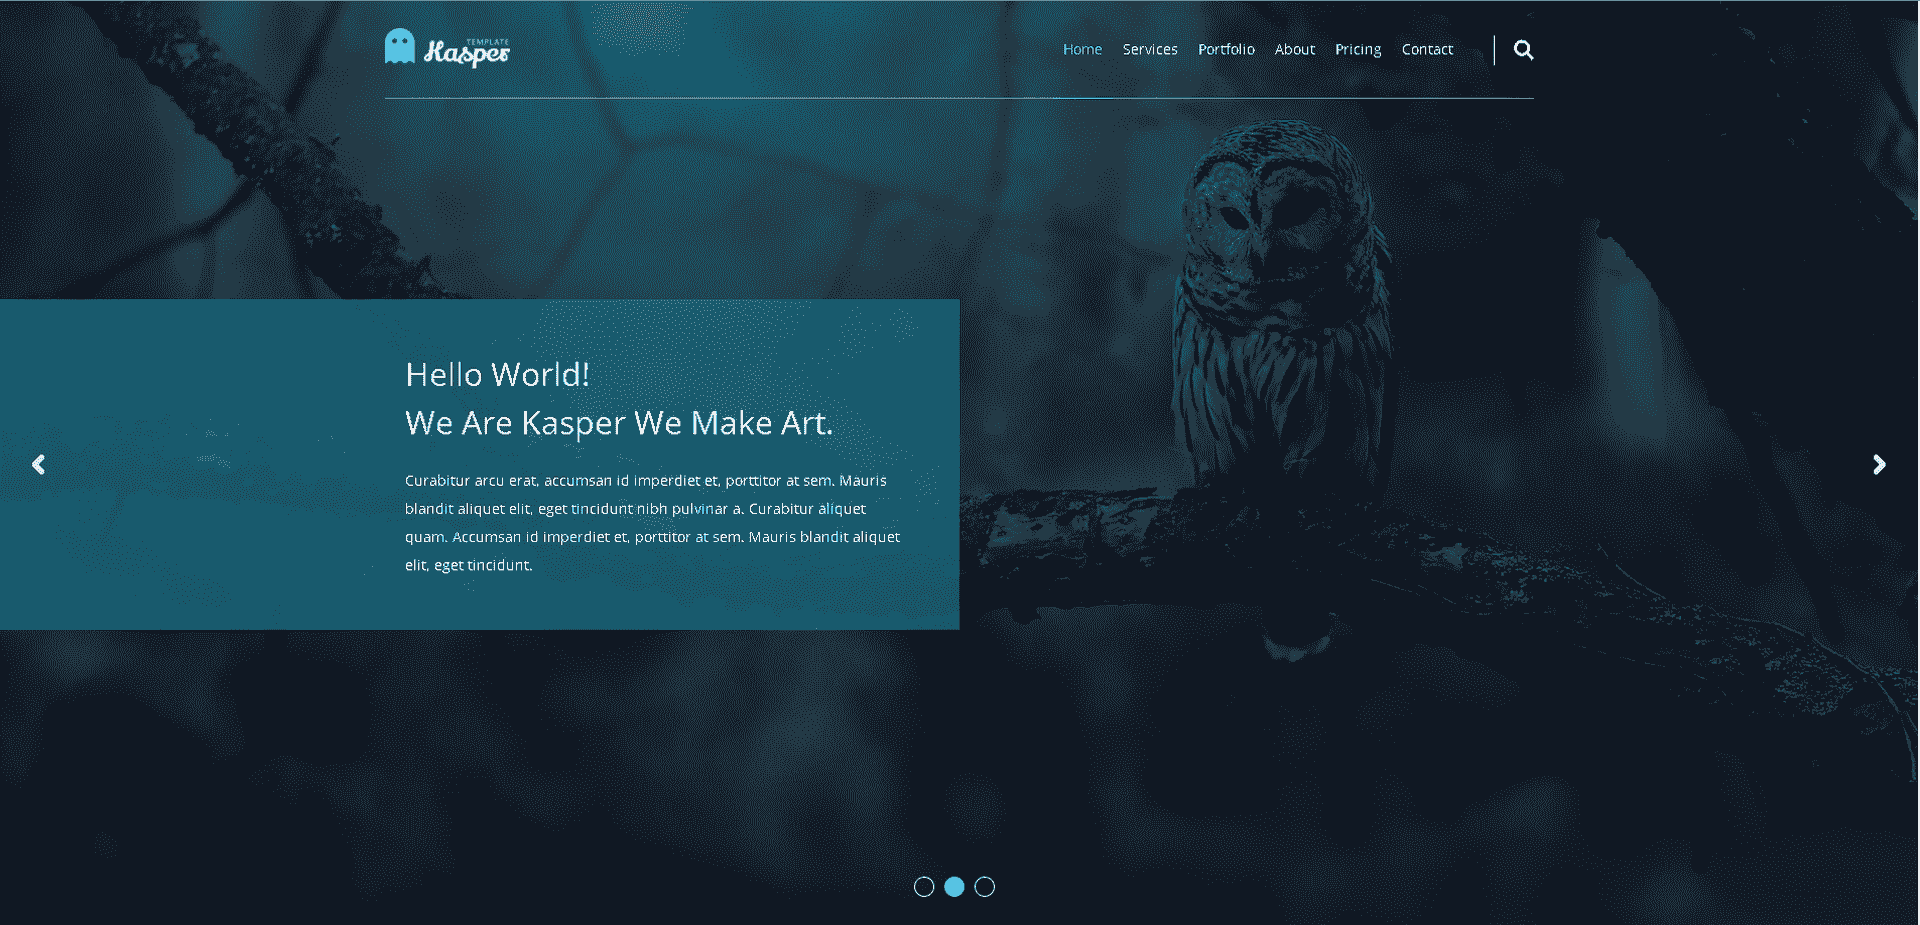 TEMPLATE
Kasper
Home Services Portfolio About Pricing Contact
Hello World!
We Are Kasper We Make Art.
Curabitur arcu erat, accumsan id imperdiet et, porttitor at sem. Mauris
blandit aliquet elit, eget tincidunt nibh pulvinar a. Curabitur aliquet
quam. Accumsan id imperdiet et, porttitor at sem. Mauris blandit aliquet
elit, eget tincidunt.